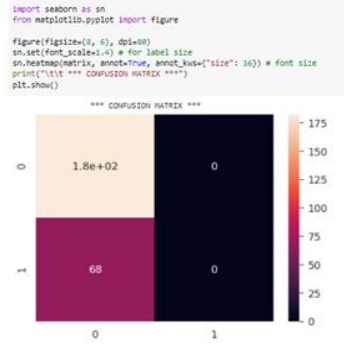 import seaborn as sn
from matplotlib.pyplot import figure
figure(figsize=(8, 6), dpi=80)
sn.set(font_scale=1.4) # for label size
sn.heatmap(matrix, annot=True, annot_kws={"size": 16}) # font size
print("\t\t *** CONFUSION MATRIX ***")
plt.show()
*** CONFUSION MATRIX ***
175
0 1.8e+02 0 150
125
100
75
1 68 0 50
25
0
0 1